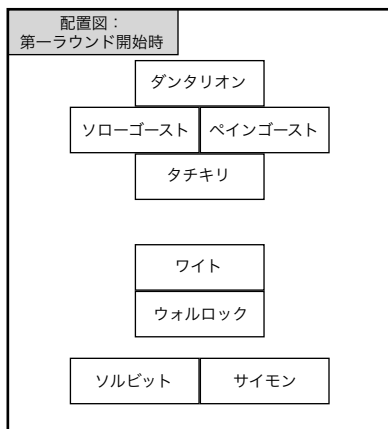 配置図：
第一ラウンド開始時
ダンタリオン
ソローゴースト
ペインゴースト
タチキリ
ワイト
ウォルロック
ソルビット
サイモン